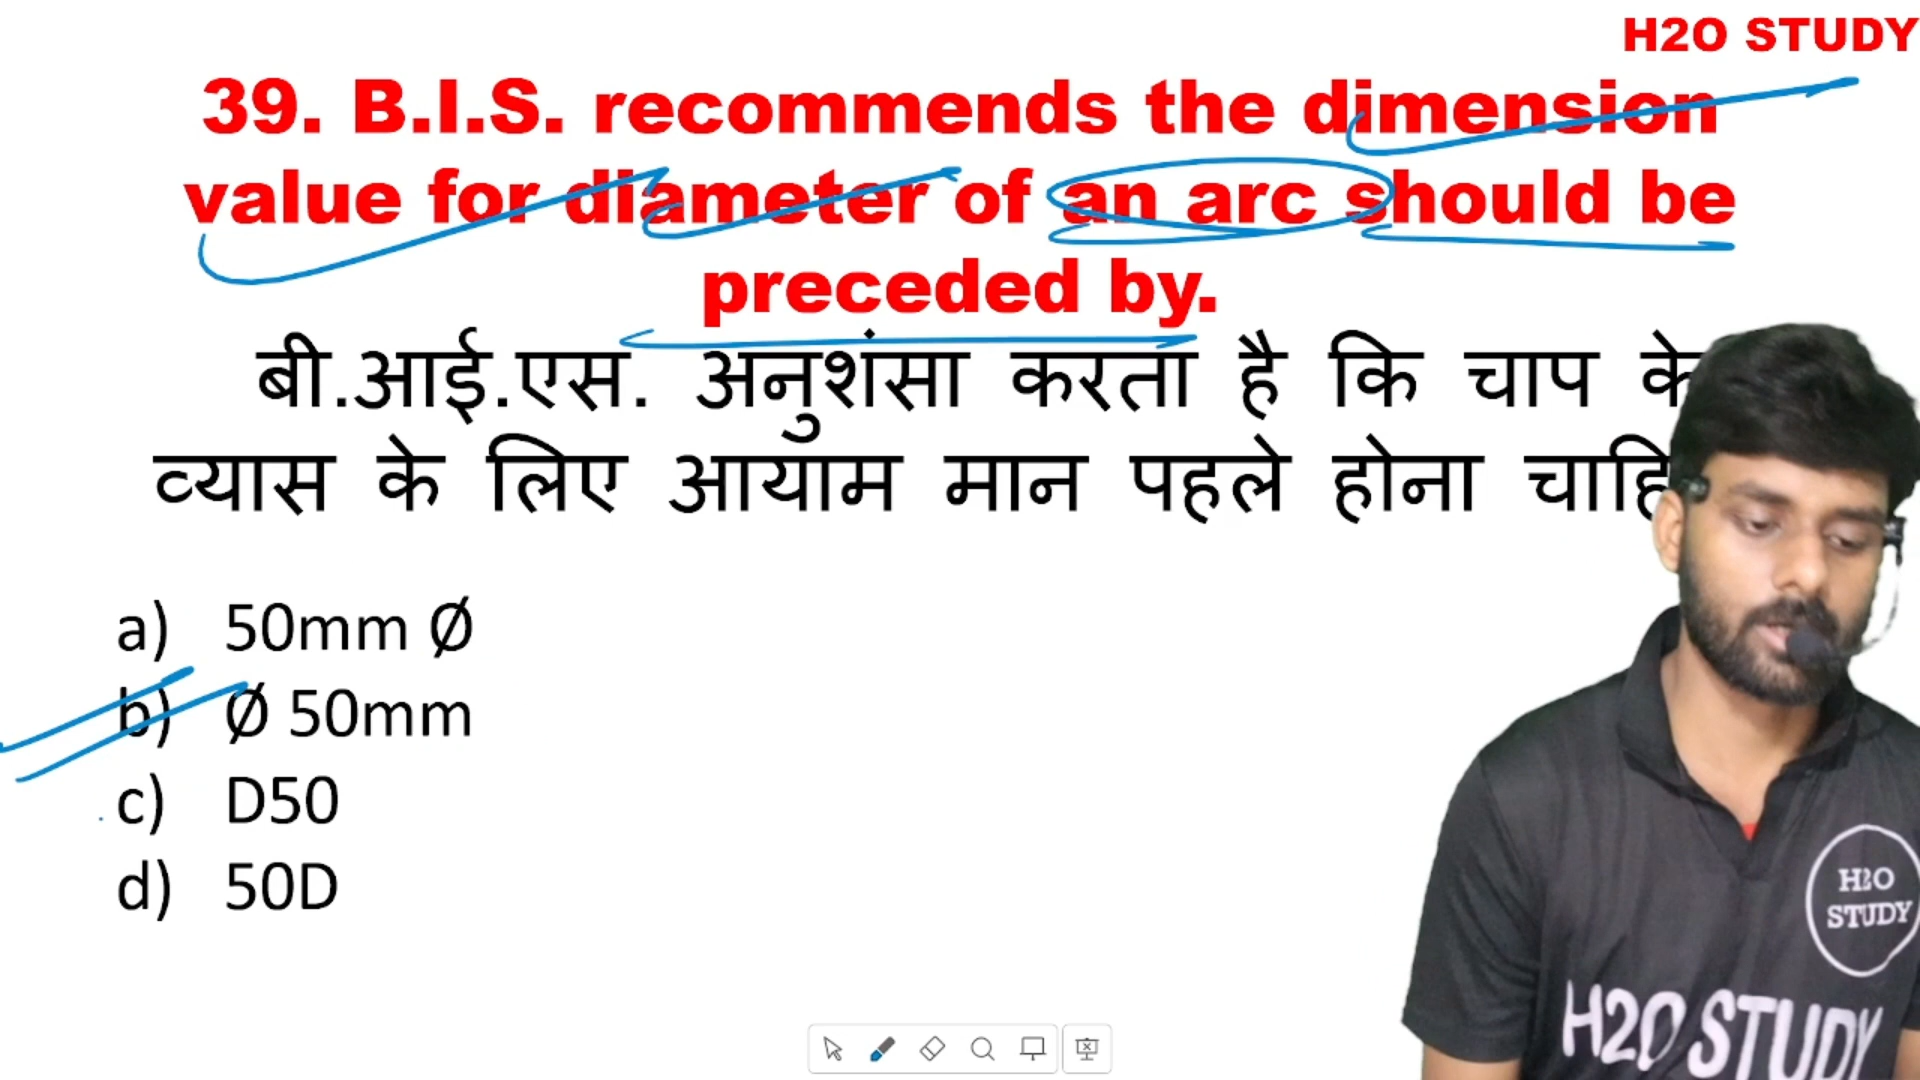 H2O STUDY
39. B.I.S. recommends the dimension
value for diameter of an arc should be
preceded by.
बी.आई.एस. अनुशंसा करता है कि चाप के
व्यास के लिए आयाम मान पहले होना
a) 50mm Ø
b) Ø 50mm
c) D50
d) 50D
H2O
STUDY
H2O STUDY